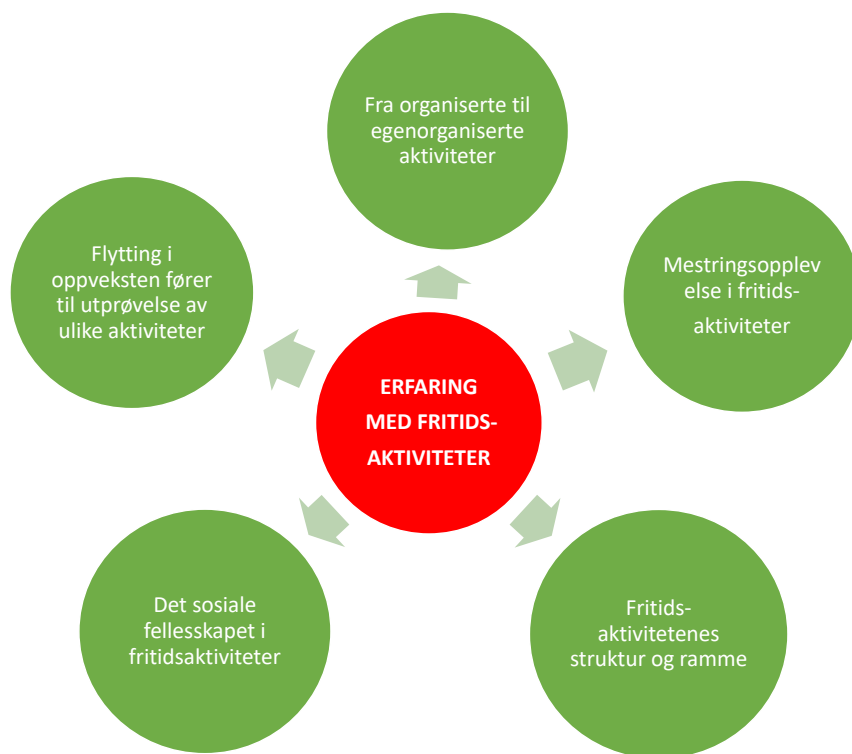 Fra organiserte til
egenorganiserte
aktiviteter
Flytting i
oppveksten fører
til utprøvelse av
ulike aktiviteter
Mestringsopplev
else i fritids-
aktiviteter
ERFARING
MED FRITIDS-
AKTIVITETER
Det sosiale
fellesskapet i
fritidsaktiviteter
Fritids-
aktivitetenes
struktur og ramme